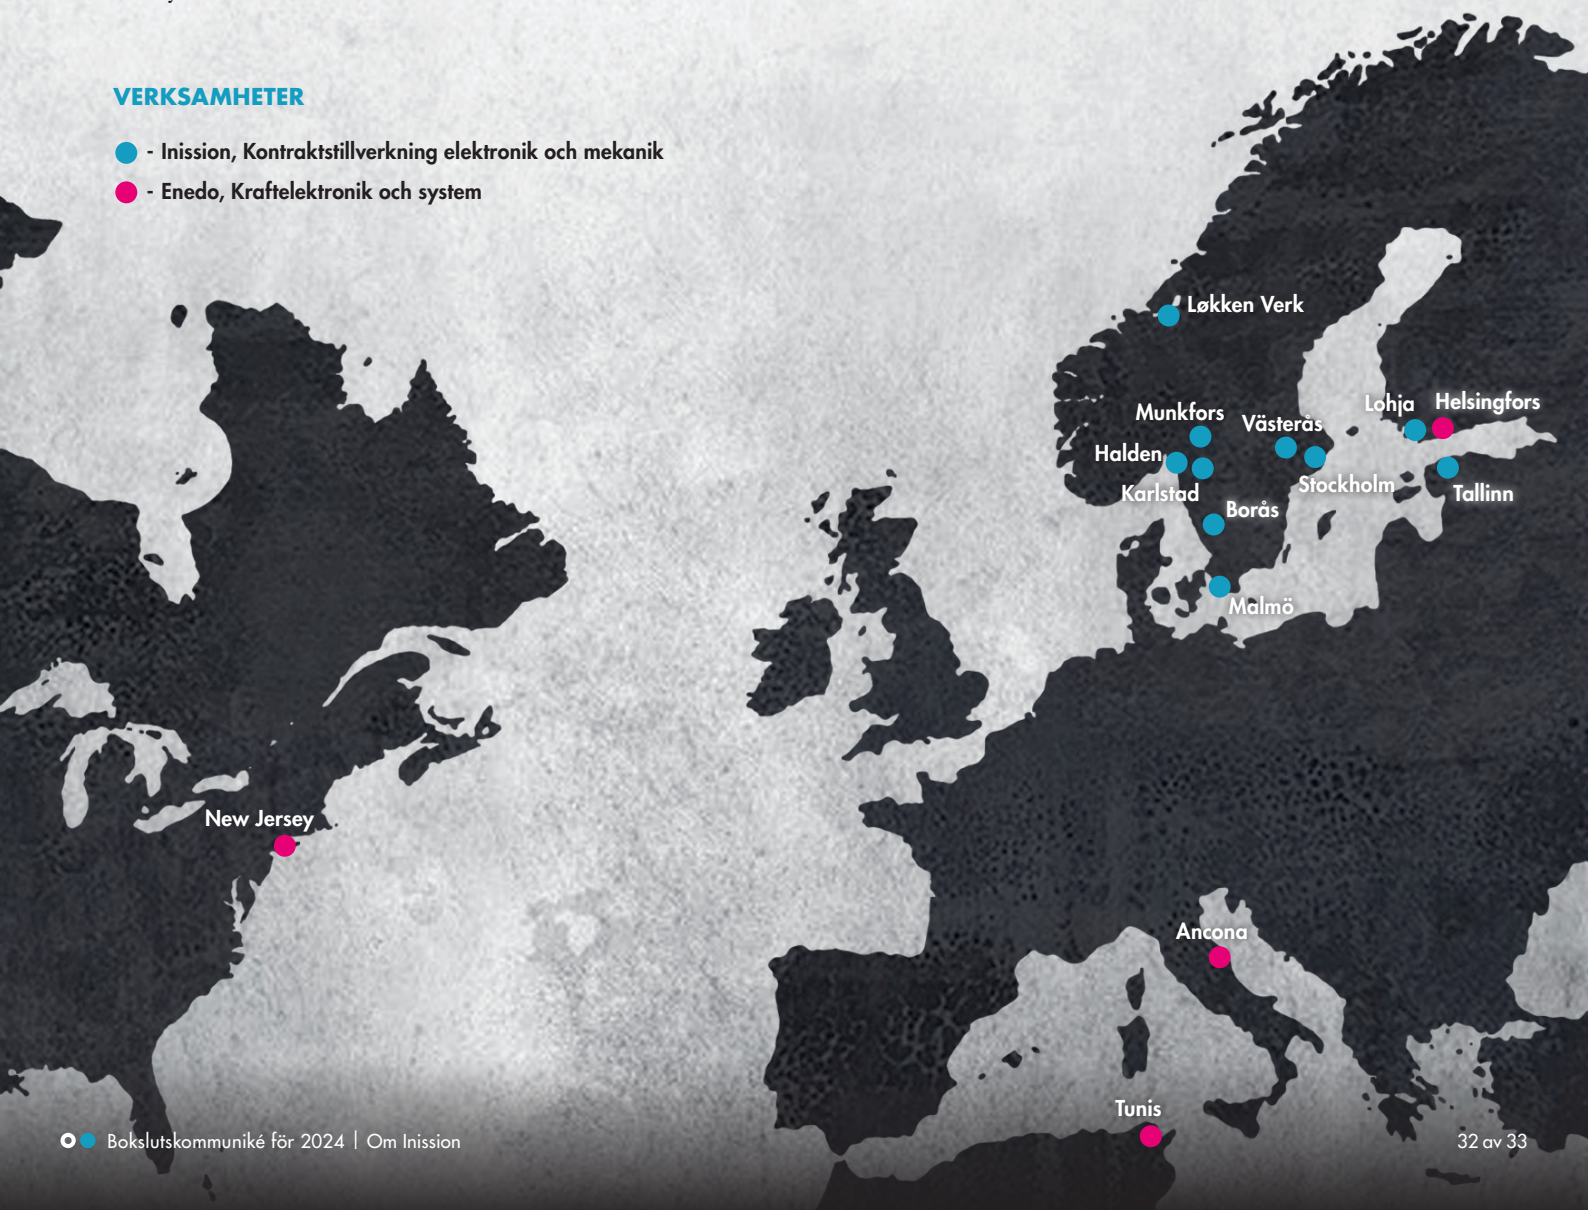 VERKSAMHETER
- Inission, Kontraktstillverkning elektronik och mekanik
- Enedo, Kraftelektronik och system
Løkken Verk
Lohja
Helsingfors
Munkfors
Västerås
Halden
Karlstad
Stockholm
Tallinn
Borås
Malmö
New Jersey
Ancona
Tunis
Bokslutskommuniké för 2024 | Om Inission
32 av 33